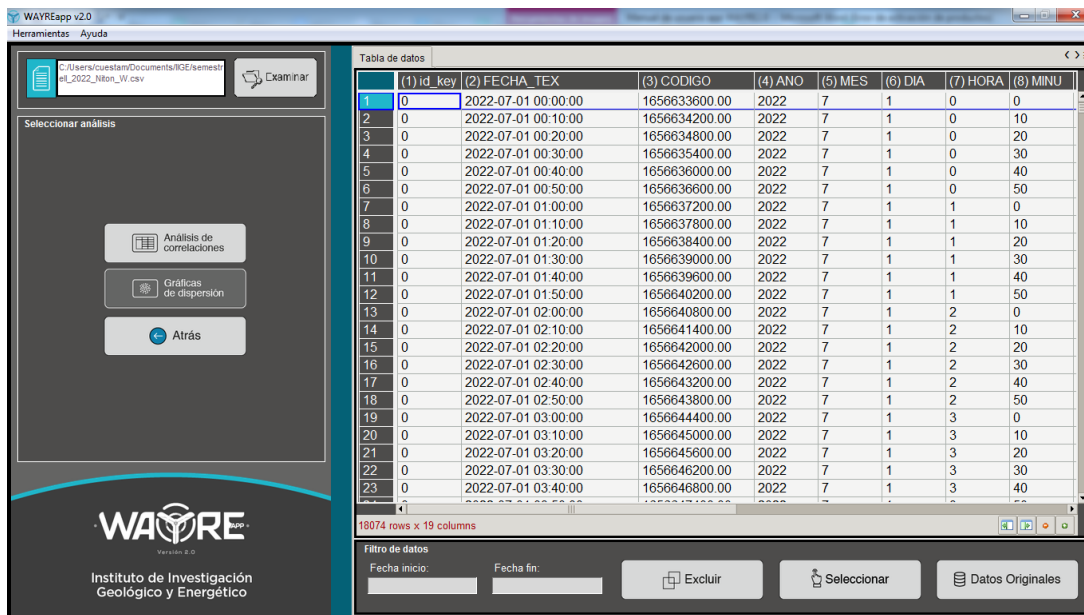 WAYREapp v2.0
Herramientas Ayuda
C:/Users/cuestam/Documents/IIGE/semestr
eII_2022_Niton_W.csv
Examinar
Seleccionar análisis
Análisis de
correlaciones
Gráficas
de dispersión
Atrás
WAYRE APP
Versión 2.0
Instituto de Investigación
Geológico y Energético
Tabla de datos
(1) id_key (2) FECHA_TEX (3) CODIGO (4) ANO (5) MES (6) DIA (7) HORA (8) MINU
1 0 2022-07-01 00:00:00 1656633600.00 2022 7 1 0 0
2 0 2022-07-01 00:10:00 1656634200.00 2022 7 1 0 10
3 0 2022-07-01 00:20:00 1656634800.00 2022 7 1 0 20
4 0 2022-07-01 00:30:00 1656635400.00 2022 7 1 0 30
5 0 2022-07-01 00:40:00 1656636000.00 2022 7 1 0 40
6 0 2022-07-01 00:50:00 1656636600.00 2022 7 1 0 50
7 0 2022-07-01 01:00:00 1656637200.00 2022 7 1 1 0
8 0 2022-07-01 01:10:00 1656637800.00 2022 7 1 1 10
9 0 2022-07-01 01:20:00 1656638400.00 2022 7 1 1 20
10 0 2022-07-01 01:30:00 1656639000.00 2022 7 1 1 30
11 0 2022-07-01 01:40:00 1656639600.00 2022 7 1 1 40
12 0 2022-07-01 01:50:00 1656640200.00 2022 7 1 1 50
13 0 2022-07-01 02:00:00 1656640800.00 2022 7 1 2 0
14 0 2022-07-01 02:10:00 1656641400.00 2022 7 1 2 10
15 0 2022-07-01 02:20:00 1656642000.00 2022 7 1 2 20
16 0 2022-07-01 02:30:00 1656642600.00 2022 7 1 2 30
17 0 2022-07-01 02:40:00 1656643200.00 2022 7 1 2 40
18 0 2022-07-01 02:50:00 1656643800.00 2022 7 1 2 50
19 0 2022-07-01 03:00:00 1656644400.00 2022 7 1 3 0
20 0 2022-07-01 03:10:00 1656645000.00 2022 7 1 3 10
21 0 2022-07-01 03:20:00 1656645600.00 2022 7 1 3 20
22 0 2022-07-01 03:30:00 1656646200.00 2022 7 1 3 30
23 0 2022-07-01 03:40:00 1656646800.00 2022 7 1 3 40
18074 rows x 19 columns
Filtro de datos
Fecha inicio: Fecha fin:
Excluir
Seleccionar
Datos Originales